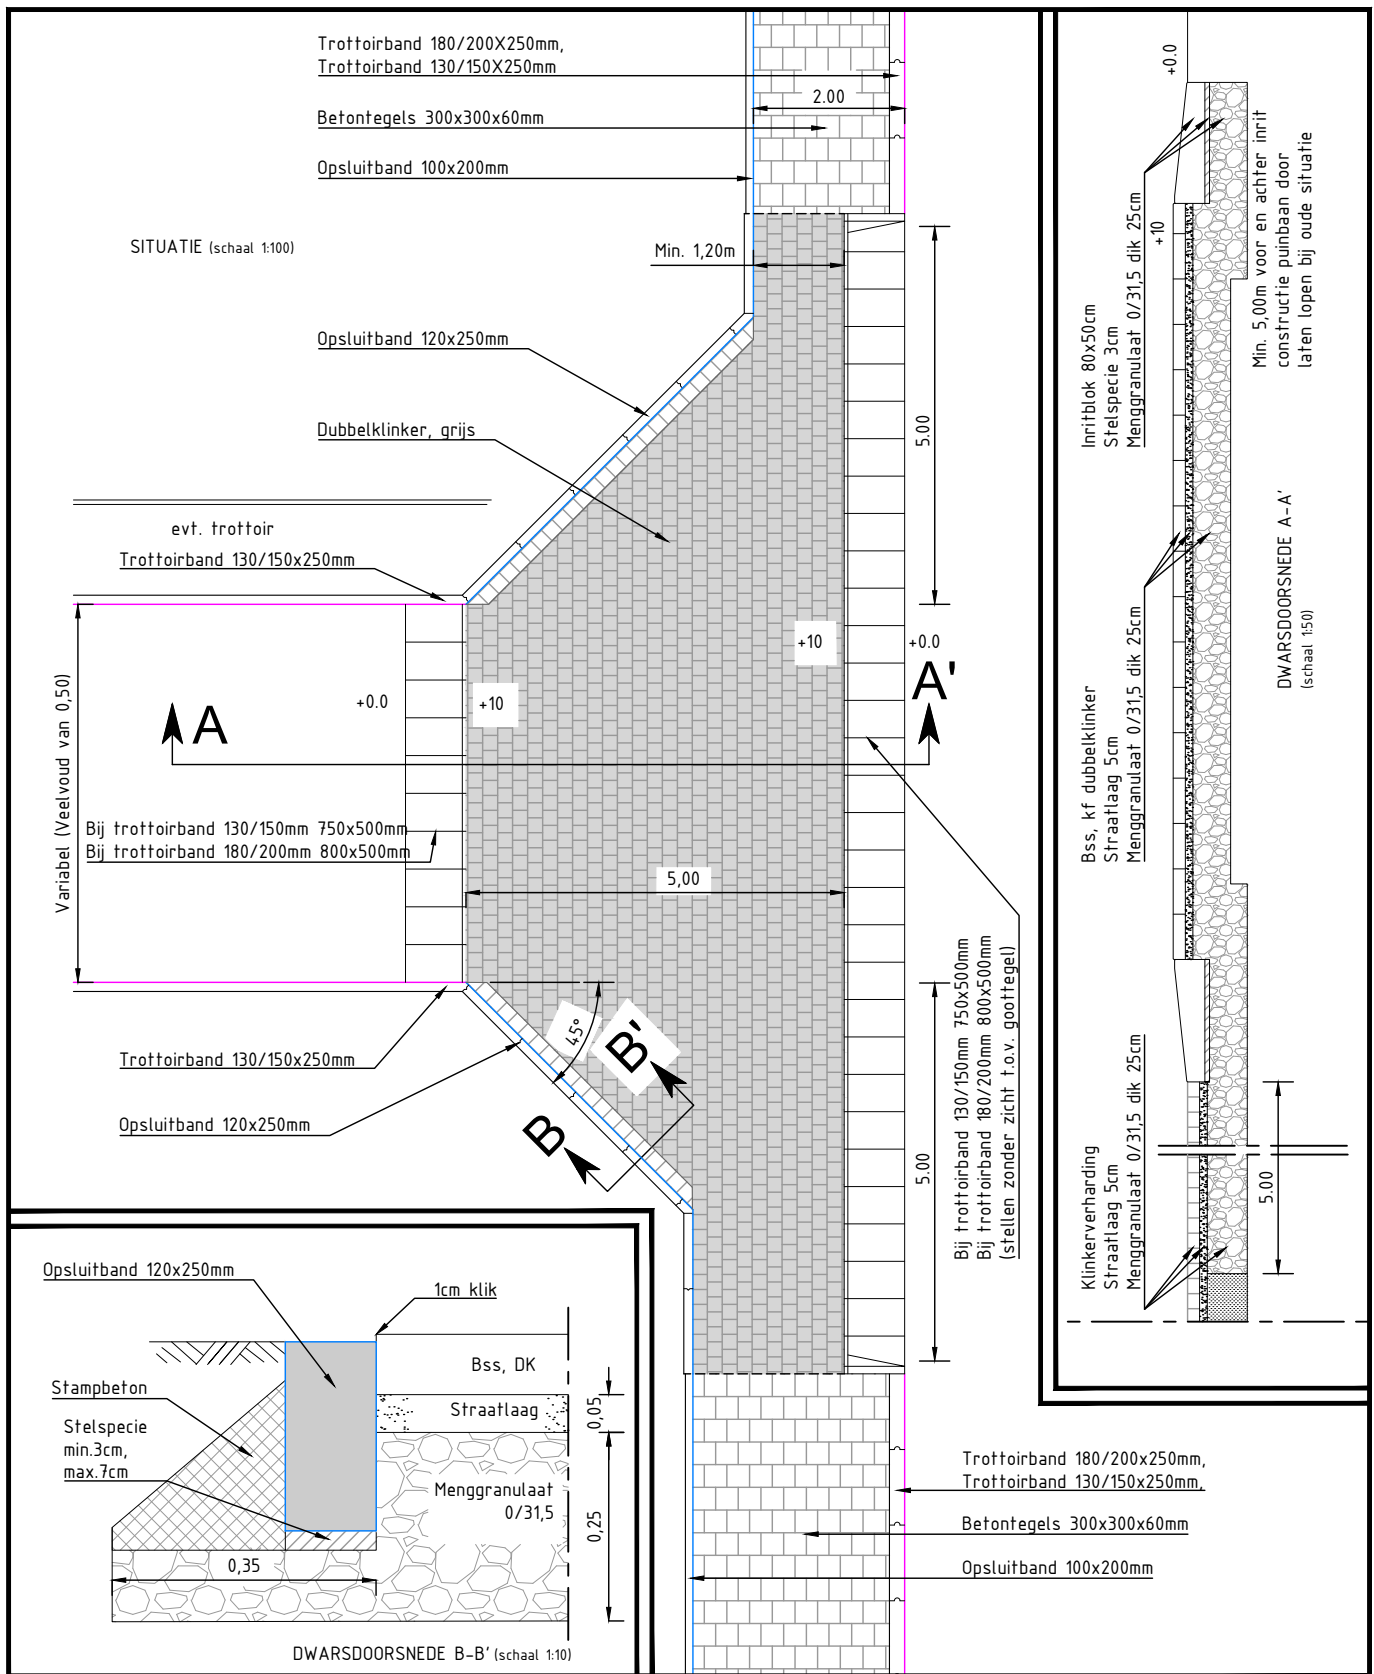 Trottoirband 180/200X250mm,
Trottoirband 130/150X250mm
Betontegels 300x300x60mm
Opsluitband 100x200mm
2.00
SITUATIE (schaal 1:100)
Min. 1,20m
Opsluitband 120x250mm
Dubbelklinker, grijs
5.00
evt. trottoir
Trottoirband 130/150x250mm
Variabel (Veelvoud van 0,50)
+0.0
+10
+10
+0.0
A
A'
Bij trottoirband 130/150mm 750x500mm
Bij trottoirband 180/200mm 800x500mm
5,00
45°
B'
B
Trottoirband 130/150x250mm
Opsluitband 120x250mm
5.00
Bij trottoirband 130/150mm 750x500mm
Bij trottoirband 180/200mm 800x500mm
(stellen zonder zicht t.o.v. goottegel)
Trottoirband 180/200x250mm,
Trottoirband 130/150x250mm,
Betontegels 300x300x60mm
Opsluitband 100x200mm
Opsluitband 120x250mm
1cm klik
Bss, DK
Stampbeton
Straatlaag
0,05
Stelspecie
min.3cm,
max.7cm
Menggranulaat
0/31,5
0,25
0,35
DWARSDOORSNEDE B-B' (schaal 1:10)
+0.0
+10
Inritblok 80x50cm
Stelspecie 3cm
Menggranulaat 0/31,5 dik 25cm
Min. 5,00m voor en achter inrit
constructie puinbaan door
laten lopen bij oude situatie
Bss, kf dubbelklinker
Straatlaag 5cm
Menggranulaat 0/31,5 dik 25cm
DWARSDOORSNEDE A-A'
(schaal 1:50)
Klinkerverharding
Straatlaag 5cm
Menggranulaat 0/31,5 dik 25cm
5.00